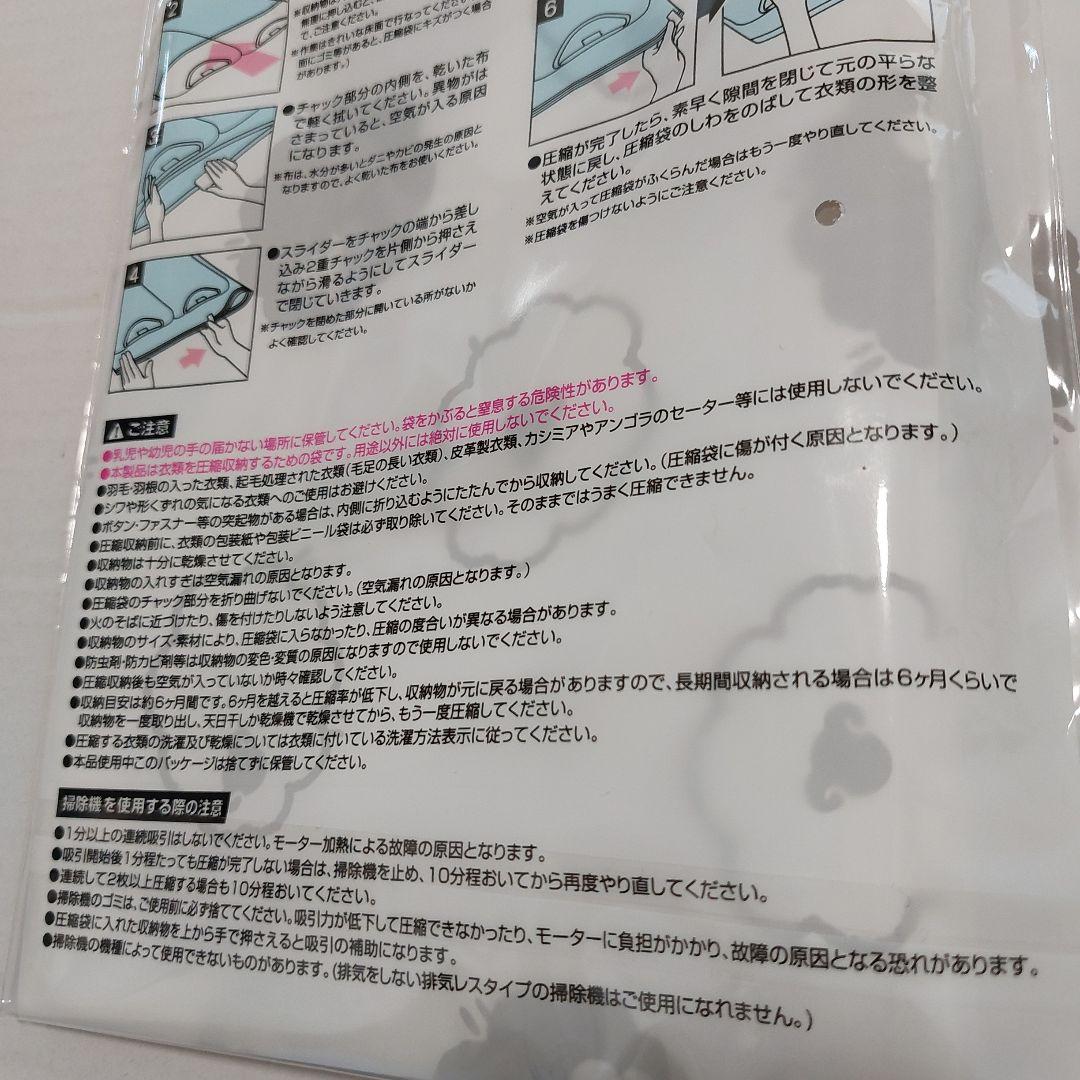 2
※収納物は
無理に押し込むと、
で、ご注意ください。
※作業はきれいな床面で行なってください。
面にゴミ等があると、圧縮袋にキズがつく場合
があります。)
3
●チャック部分の内側を、乾いた布
で軽く拭いてください。異物がは
さまっていると、空気が入る原因
になります。
※布は、水分が多いとダニやカビの発生の原因と
なりますので、よく乾いた布をお使いください。
4
●スライダーをチャックの端から差し
込み2重チャックを片側から押さえ
ながら滑るようにしてスライダー
で閉じていきます。
※チャックを閉めた部分に開いている所がないか
よく確認してください。
6
●圧縮が完了したら、素早く隙間を閉じて元の平らな
状態に戻し、圧縮袋のしわをのばして衣類の形を整
えてください。
※空気が入って圧縮袋がふくらんだ場合はもう一度やり直してください。
※圧縮袋を傷つけないようにご注意ください。
ご注意
●乳児や幼児の手の届かない場所に保管してください。袋をかぶると窒息する危険性があります。
●本製品は衣類を圧縮収納するための袋です。用途以外には絶対に使用しないでください。
●羽毛・羽根の入った衣類、起毛処理された衣類(毛足の長い衣類)、皮革製衣類、カシミアやアンゴラのセーター等には使用しないでください。
●シワや形くずれの気になる衣類へのご使用はお避けください。
●ボタン・ファスナー等の突起物がある場合は、内側に折り込むようにたたんでから収納してください。(圧縮袋に傷が付く原因となります。)
●圧縮収納前に、衣類の包装紙や包装ビニール袋は必ず取り除いてください。そのままではうまく圧縮できません。
●収納物は十分に乾燥させてください。
●収納物の入れすぎは空気漏れの原因となります。
●圧縮袋のチャック部分を折り曲げないでください。(空気漏れの原因となります。)
●火のそばに近づけたり、傷を付けたりしないよう注意してください。
●収納物のサイズ・素材により、圧縮袋に入らなかったり、圧縮の度合いが異なる場合があります。
●防虫剤・防カビ剤等は収納物の変色・変質の原因になりますので使用しないでください。
●圧縮収納後も空気が入っていないか時々確認してください。
●収納目安は約6ヶ月間です。6ヶ月を越えると圧縮率が低下し、収納物が元に戻る場合がありますので、長期間収納される場合は6ヶ月くらいで
収納物を一度取り出し、天日干しか乾燥機で乾燥させてから、もう一度圧縮してください。
●圧縮する衣類の洗濯及び乾燥については衣類に付いている洗濯方法表示に従ってください。
●本品使用中このパッケージは捨てずに保管してください。
掃除機を使用する際の注意
●1分以上の連続吸引はしないでください。モーター加熱による故障の原因となります。
●吸引開始後1分程たっても圧縮が完了しない場合は、掃除機を止め、10分程おいてから再度やり直してください。
●連続して2枚以上圧縮する場合も10分程おいてください。
●掃除機のゴミは、ご使用前に必ず捨ててください。吸引力が低下して圧縮できなかったり、モーターに負担がかかり、故障の原因となる恐れがあります。
●圧縮袋に入れた収納物を上から手で押さえると吸引の補助になります。
●掃除機の機種によって使用できないものがあります。(排気をしない排気レスタイプの掃除機はご使用になれません。)